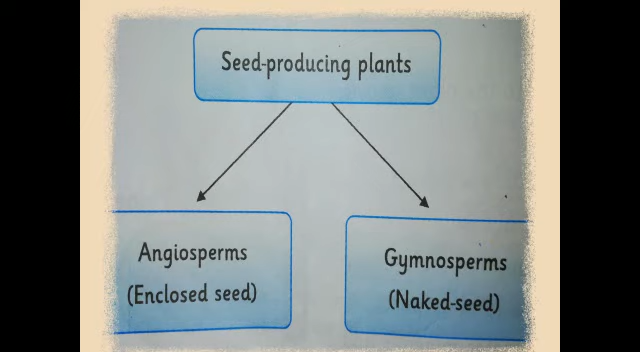 Seed-producing plants
Angiosperms
(Enclosed seed)
Gymnosperms
(Naked-seed)